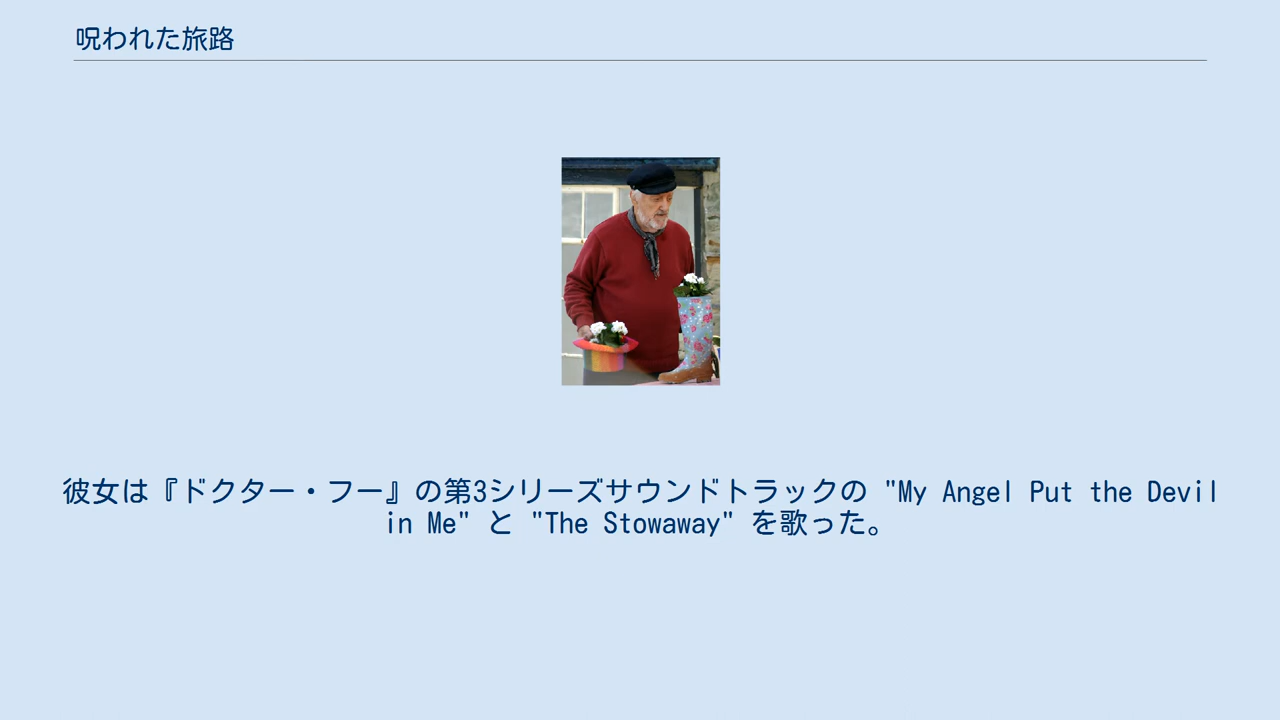 呪われた旅路
彼女は『ドクター・フー』の第3シリーズサウンドトラックの "My Angel Put the Devil
in Me" と "The Stowaway" を歌った。